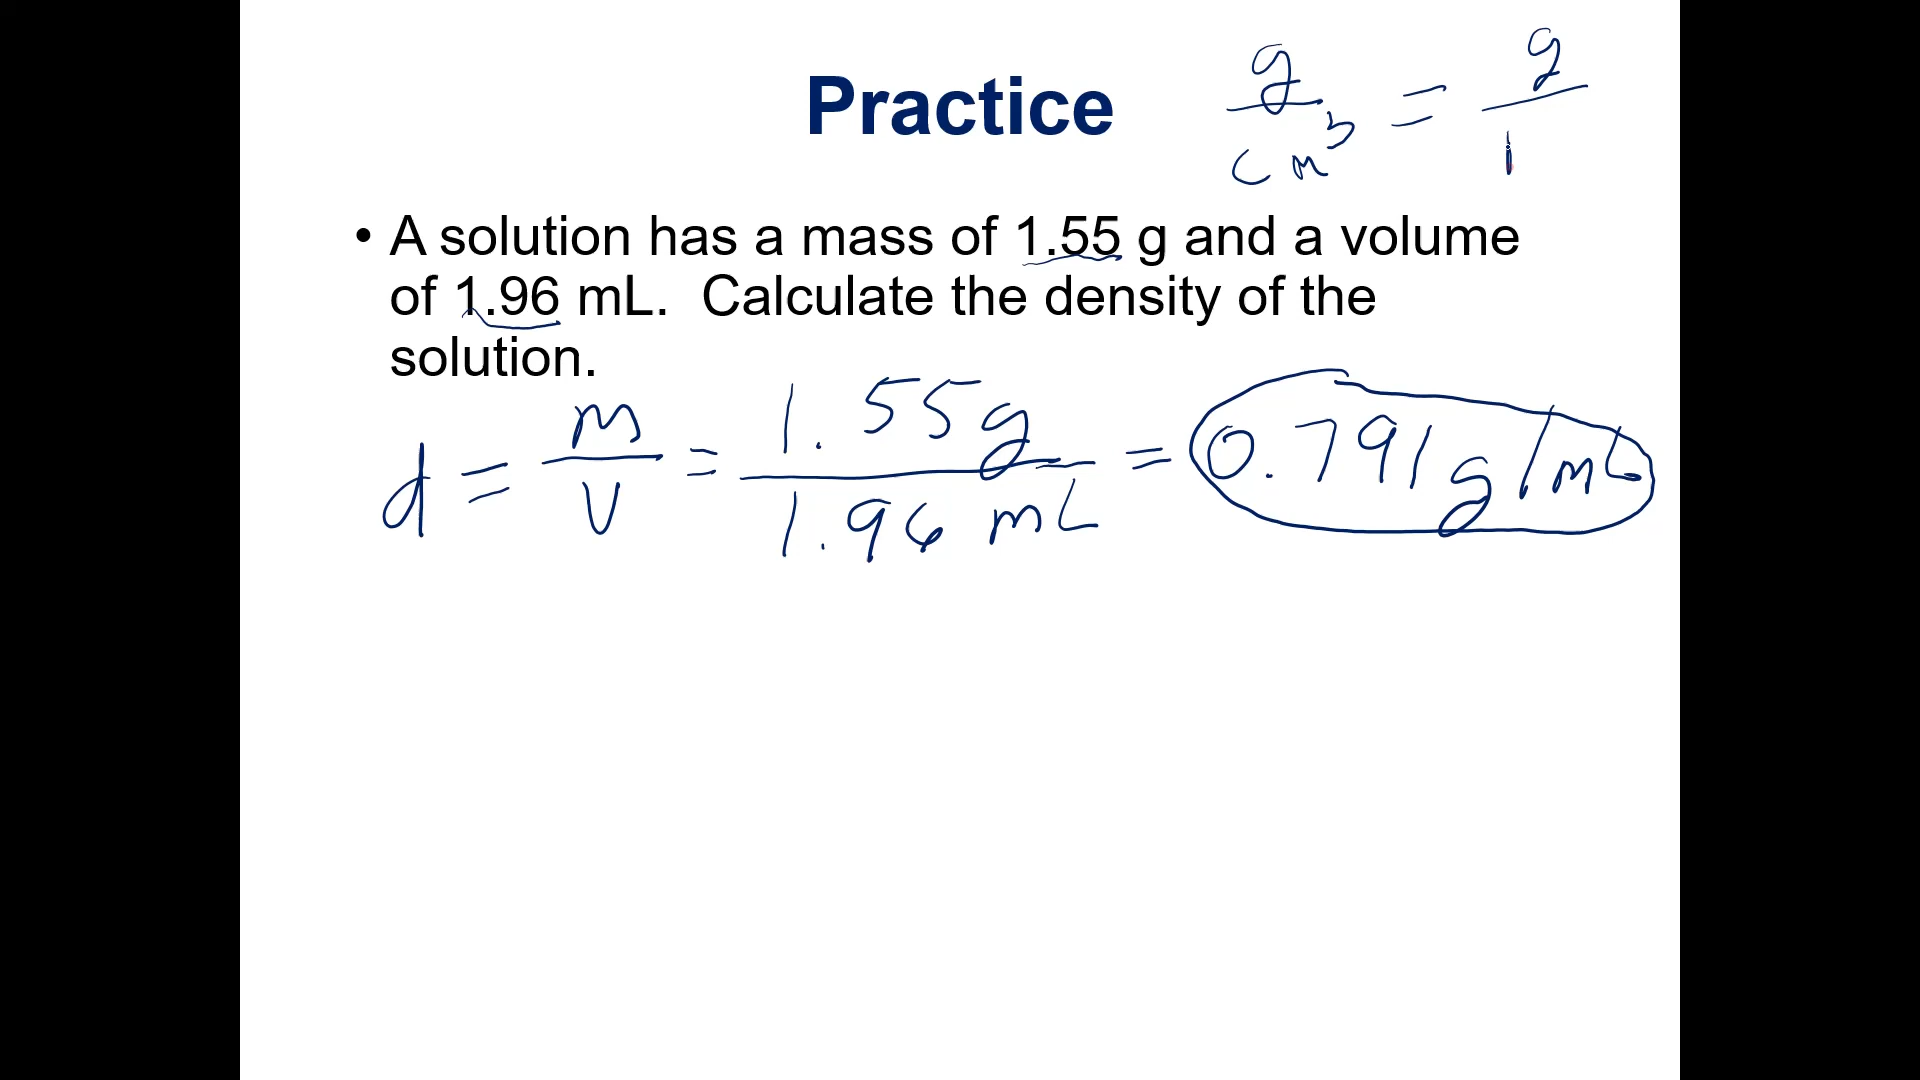 Practice
g/cm³ = g/
• A solution has a mass of 1.55 g and a volume
of 1.96 mL. Calculate the density of the
solution.
d = m/V = 1.55g/1.96 mL = 0.791 g/mL